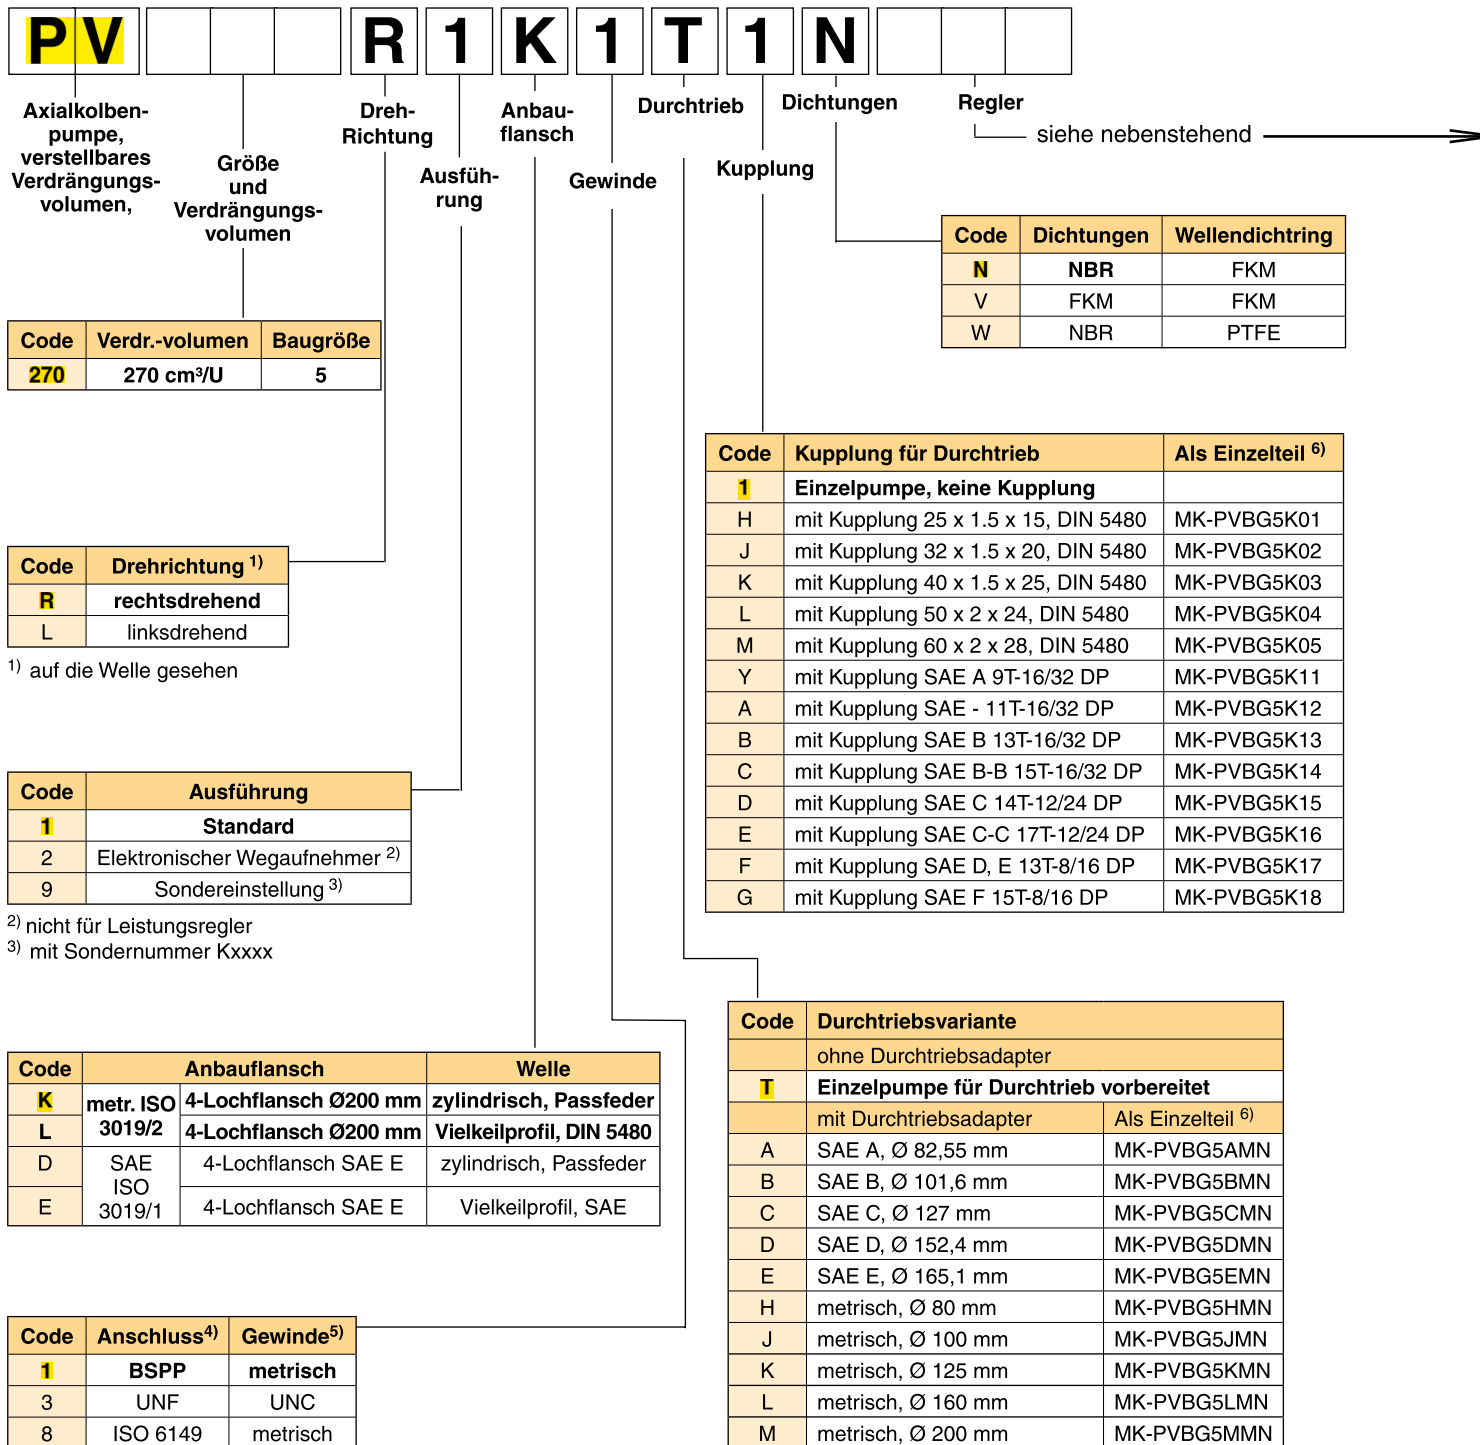 PV R 1 K 1 T 1 N
Axialkolben-
pumpe,
verstellbares
Verdrängungs-
volumen,
Größe
und
Verdrängungs-
volumen
Dreh-
Richtung
Ausfüh-
rung
Anbau-
flansch
Gewinde
Durchtrieb
Kupplung
Dichtungen
Regler
siehe nebenstehend
Code Dichtungen Wellendichtring
N NBR FKM
V FKM FKM
W NBR PTFE
Code Verdr.-volumen Baugröße
270 270 cm³/U 5
Code Kupplung für Durchtrieb Als Einzelteil 6)
1 Einzelpumpe, keine Kupplung
H mit Kupplung 25 x 1.5 x 15, DIN 5480 MK-PVBG5K01
J mit Kupplung 32 x 1.5 x 20, DIN 5480 MK-PVBG5K02
K mit Kupplung 40 x 1.5 x 25, DIN 5480 MK-PVBG5K03
L mit Kupplung 50 x 2 x 24, DIN 5480 MK-PVBG5K04
M mit Kupplung 60 x 2 x 28, DIN 5480 MK-PVBG5K05
Y mit Kupplung SAE A 9T-16/32 DP MK-PVBG5K11
A mit Kupplung SAE - 11T-16/32 DP MK-PVBG5K12
B mit Kupplung SAE B 13T-16/32 DP MK-PVBG5K13
C mit Kupplung SAE B-B 15T-16/32 DP MK-PVBG5K14
D mit Kupplung SAE C 14T-12/24 DP MK-PVBG5K15
E mit Kupplung SAE C-C 17T-12/24 DP MK-PVBG5K16
F mit Kupplung SAE D, E 13T-8/16 DP MK-PVBG5K17
G mit Kupplung SAE F 15T-8/16 DP MK-PVBG5K18
Code Drehrichtung 1)
R rechtsdrehend
L linksdrehend
1) auf die Welle gesehen
Code Ausführung
1 Standard
2 Elektronischer Wegaufnehmer 2)
9 Sondereinstellung 3)
2) nicht für Leistungsregler
3) mit Sondernummer Kxxxx
Code Anbauflansch Welle
K metr. ISO 4-Lochflansch Ø200 mm zylindrisch, Passfeder
L 3019/2 4-Lochflansch Ø200 mm Vielkeilprofil, DIN 5480
D SAE 4-Lochflansch SAE E zylindrisch, Passfeder
ISO
E 3019/1 4-Lochflansch SAE E Vielkeilprofil, SAE
Code Durchtriebsvariante
ohne Durchtriebsadapter
T Einzelpumpe für Durchtrieb vorbereitet
mit Durchtriebsadapter Als Einzelteil 6)
A SAE A, Ø 82,55 mm MK-PVBG5AMN
B SAE B, Ø 101,6 mm MK-PVBG5BMN
C SAE C, Ø 127 mm MK-PVBG5CMN
D SAE D, Ø 152,4 mm MK-PVBG5DMN
E SAE E, Ø 165,1 mm MK-PVBG5EMN
H metrisch, Ø 80 mm MK-PVBG5HMN
J metrisch, Ø 100 mm MK-PVBG5JMN
K metrisch, Ø 125 mm MK-PVBG5KMN
L metrisch, Ø 160 mm MK-PVBG5LMN
M metrisch, Ø 200 mm MK-PVBG5MMN
Code Anschluss4) Gewinde5)
1 BSPP metrisch
3 UNF UNC
8 ISO 6149 metrisch